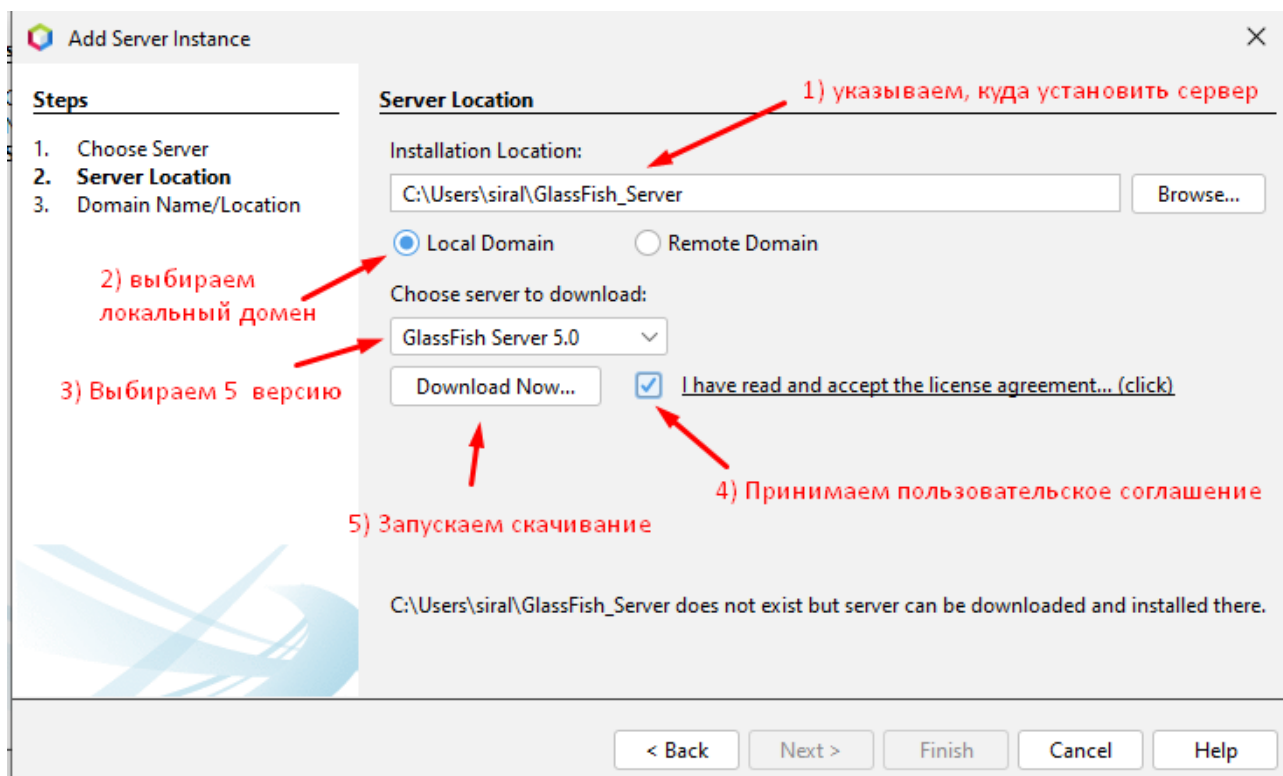 Add Server Instance
Steps
1. Choose Server
2. Server Location
3. Domain Name/Location
Server Location
1) указываем, куда установить сервер
Installation Location:
C:\Users\siral\GlassFish_Server
Browse...
Local Domain
Remote Domain
2) выбираем
локальный домен
Choose server to download:
GlassFish Server 5.0
3) Выбираем 5 версию
Download Now...
I have read and accept the license agreement... (click)
4) Принимаем пользовательское соглашение
5) Запускаем скачивание
C:\Users\siral\GlassFish_Server does not exist but server can be downloaded and installed there.
< Back
Next >
Finish
Cancel
Help